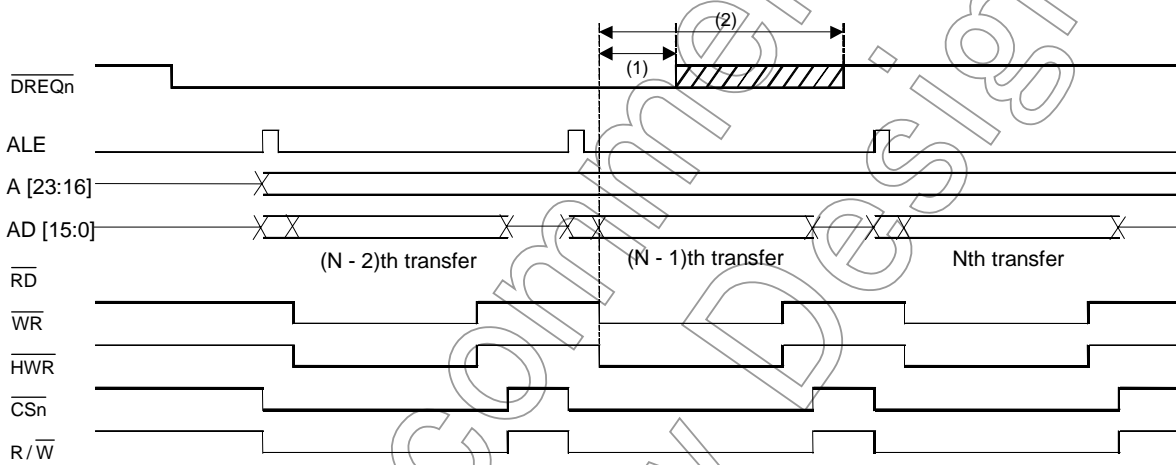 (2)
(1)
DREQn
ALE
A [23:16]
AD [15:0]
(N - 2)th transfer (N - 1)th transfer Nth transfer
RD
WR
HWR
CSn
R / W